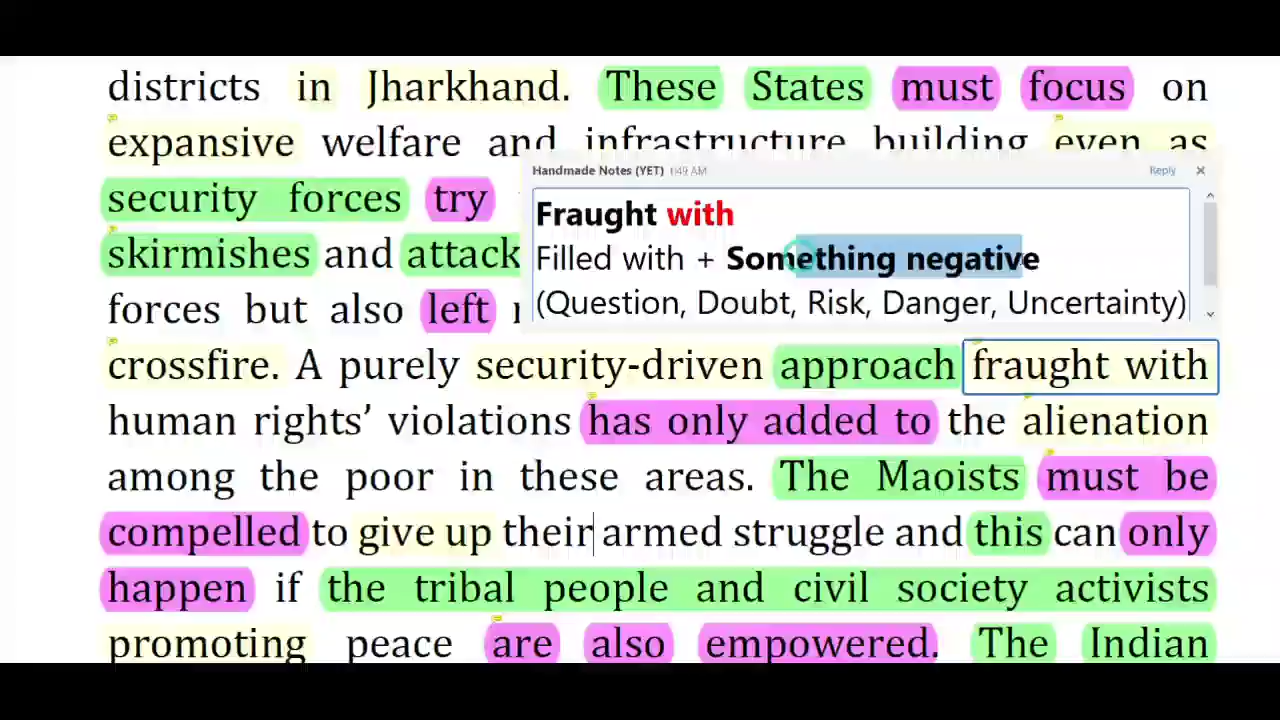 districts in Jharkhand. These States must focus on
expansive welfare and infrastructure building even as
Handmade Notes (YET) 1:49 AM Reply
security forces try
Fraught with
skirmishes and attack
Filled with + Something negative
forces but also left
(Question, Doubt, Risk, Danger, Uncertainty)
crossfire. A purely security-driven approach fraught with
human rights’ violations has only added to the alienation
among the poor in these areas. The Maoists must be
compelled to give up their armed struggle and this can only
happen if the tribal people and civil society activists
promoting peace are also empowered. The Indian